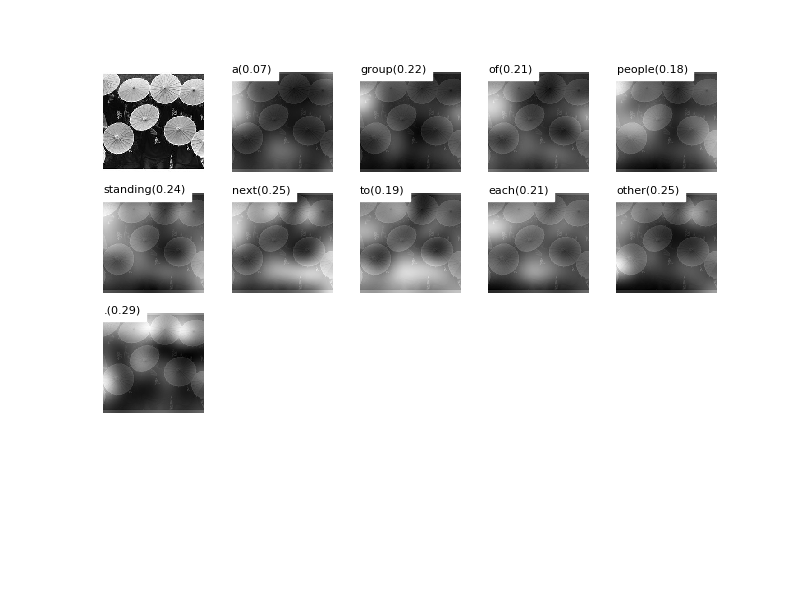 a(0.07) group(0.22) of(0.21) people(0.18)
standing(0.24) next(0.25) to(0.19) each(0.21) other(0.25)
.(0.29)